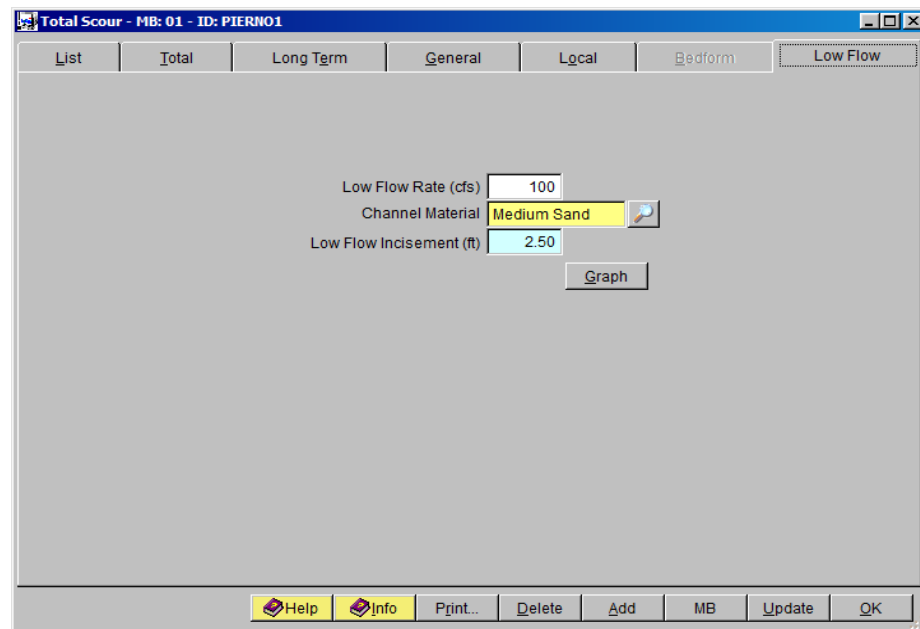 Total Scour - MB: 01 - ID: PIERNO1
List Total Long Term General Local Bedform Low Flow
Low Flow Rate (cfs) 100
Channel Material Medium Sand
Low Flow Incisement (ft) 2.50
Graph
Help Info Print... Delete Add MB Update OK